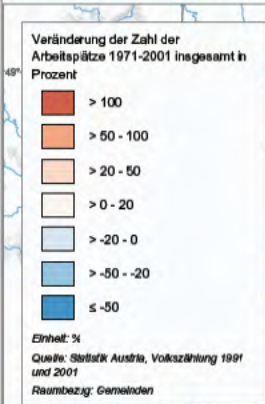 Veränderung der Zahl der
Arbeitsplätze 1971-2001 insgesamt in
Prozent
49°
> 100
> 50 - 100
> 20 - 50
> 0 - 20
> -20 - 0
> -50 - -20
≤ -50
Einheit: %
Quelle: Statistik Austria, Volkszählung 1991
und 2001
Raumbezug: Gemeinden